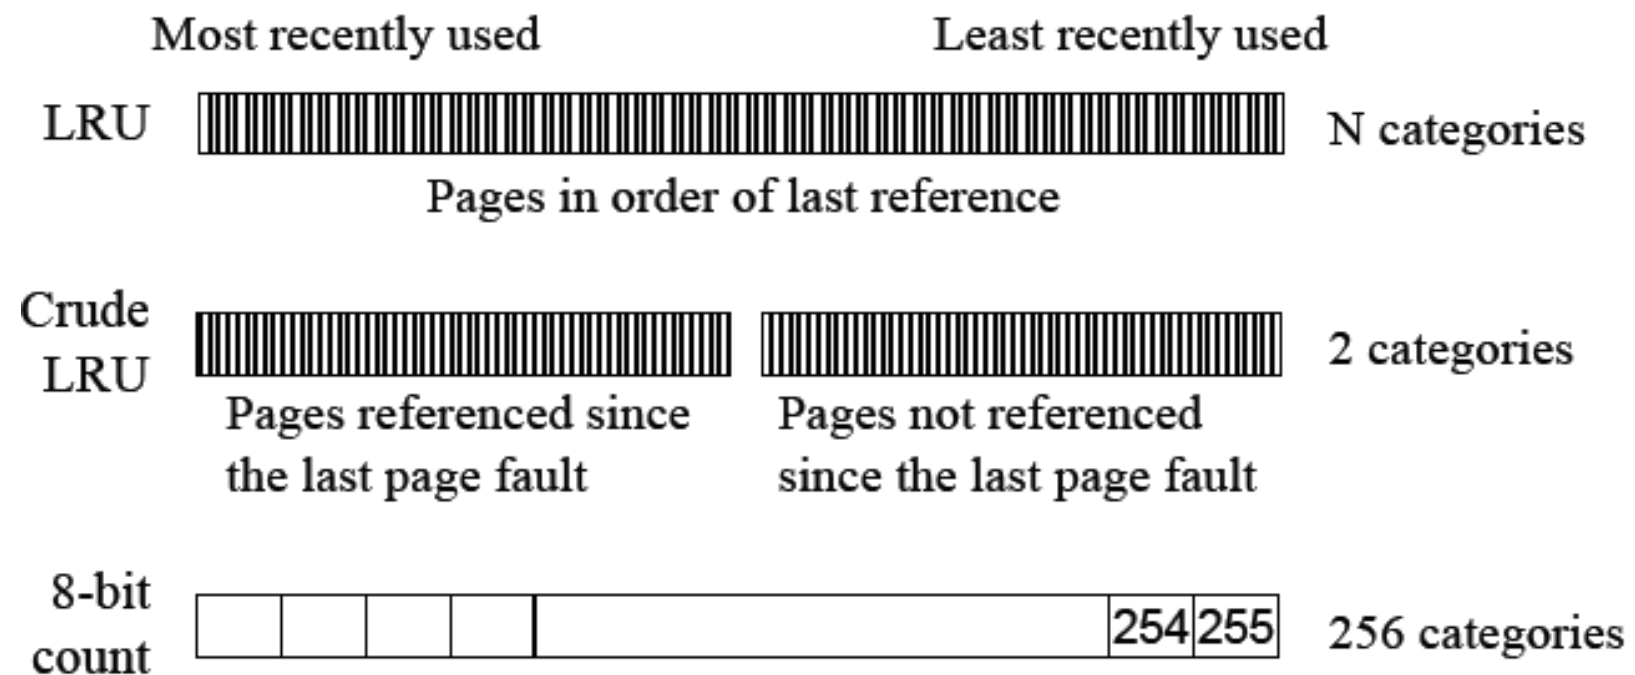 Most recently used
Least recently used
LRU
N categories
Pages in order of last reference
Crude
LRU
2 categories
Pages referenced since
the last page fault
Pages not referenced
since the last page fault
8-bit
count
254
255
256 categories